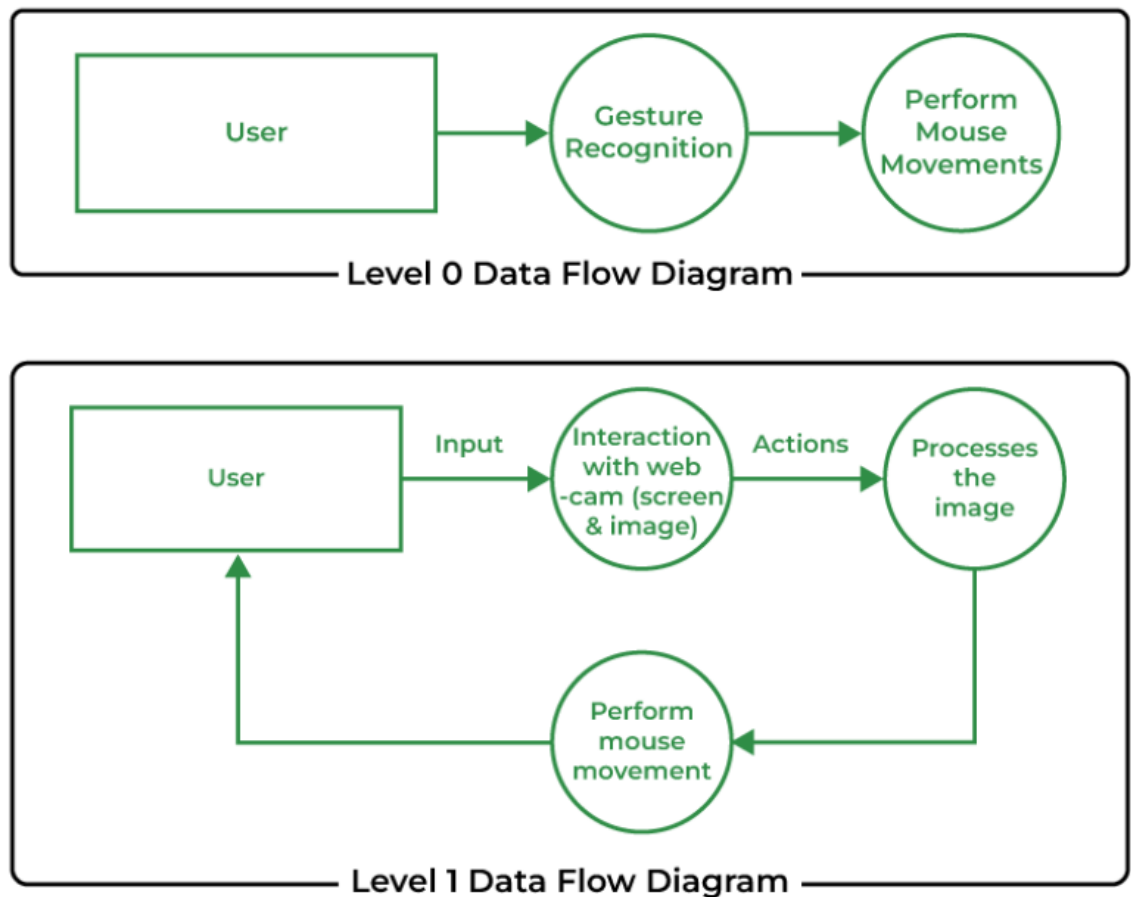 User
Gesture
Recognition
Perform
Mouse
Movements
Level 0 Data Flow Diagram
User
Input
Interaction
with web
-cam (screen
& image)
Actions
Processes
the
image
Perform
mouse
movement
Level 1 Data Flow Diagram